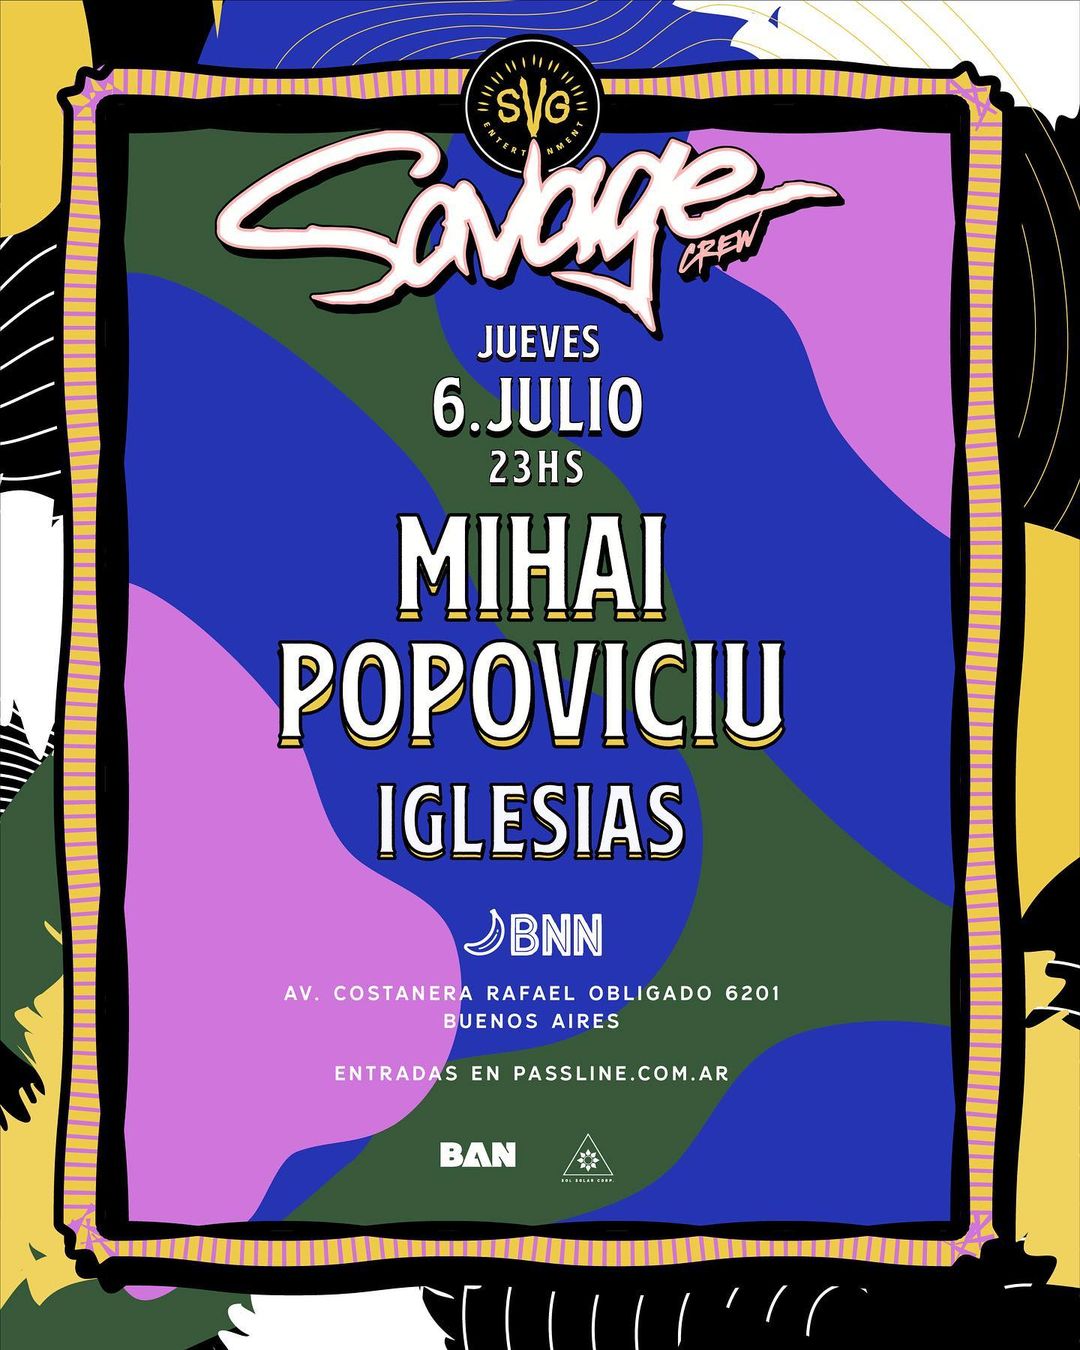 SVG
ENTERTAINMENT
Savage
CREW
JUEVES
6.JULIO
23HS
MIHAI
POPOVICIU
IGLESIAS
BNN
AV. COSTANERA RAFAEL OBLIGADO 6201
BUENOS AIRES
ENTRADAS EN PASSLINE.COM.AR
BAN
SOL SOLAR CORP.